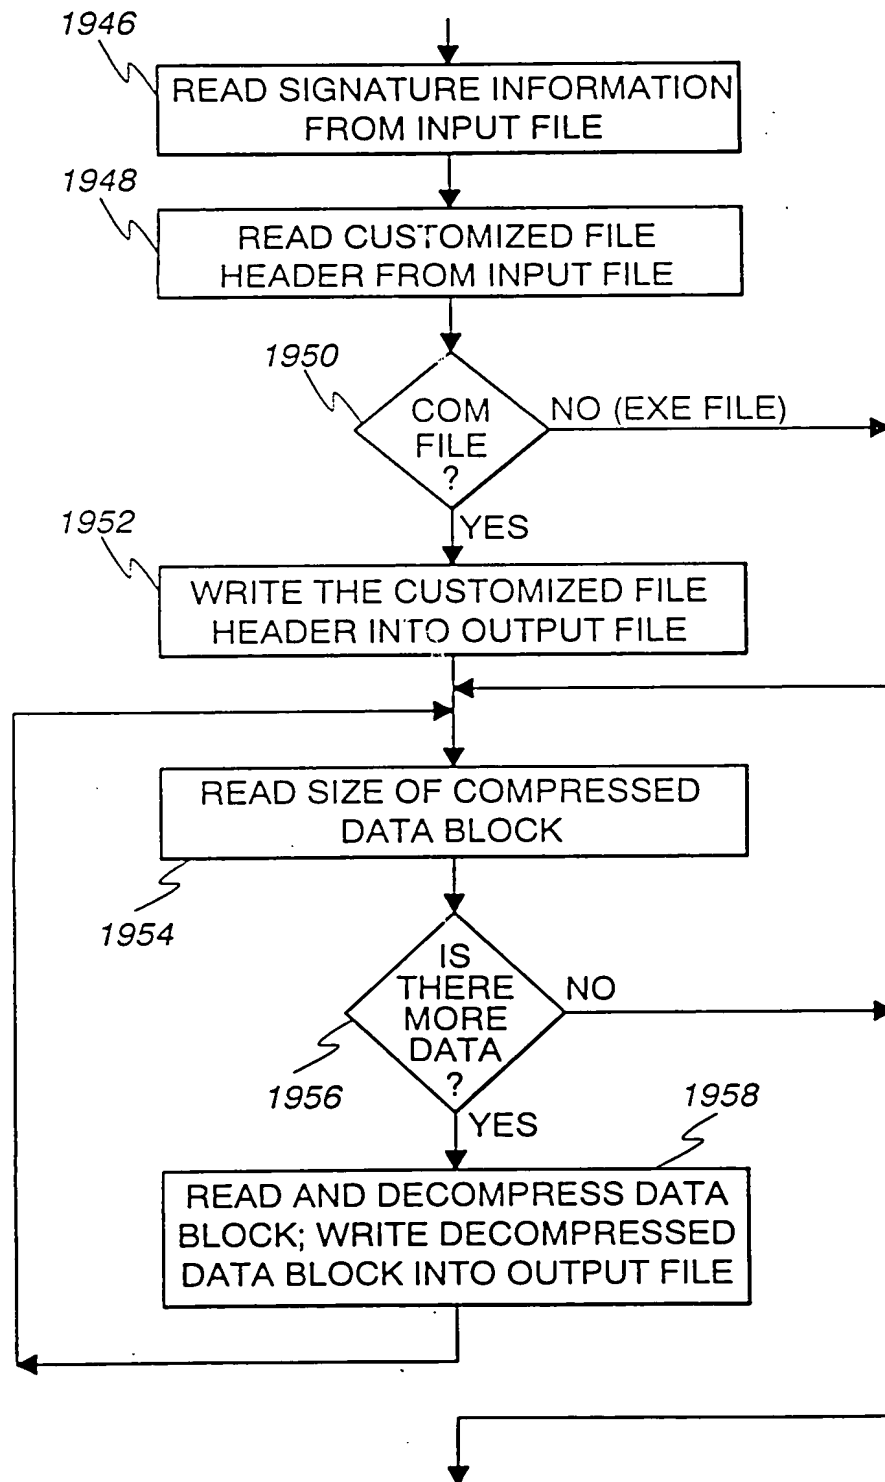 1946
READ SIGNATURE INFORMATION
FROM INPUT FILE
1948
READ CUSTOMIZED FILE
HEADER FROM INPUT FILE
1950
COM
FILE
?
NO (EXE FILE)
YES
1952
WRITE THE CUSTOMIZED FILE
HEADER INTO OUTPUT FILE
READ SIZE OF COMPRESSED
DATA BLOCK
1954
IS
THERE
MORE
DATA
?
NO
1956
YES
1958
READ AND DECOMPRESS DATA
BLOCK; WRITE DECOMPRESSED
DATA BLOCK INTO OUTPUT FILE